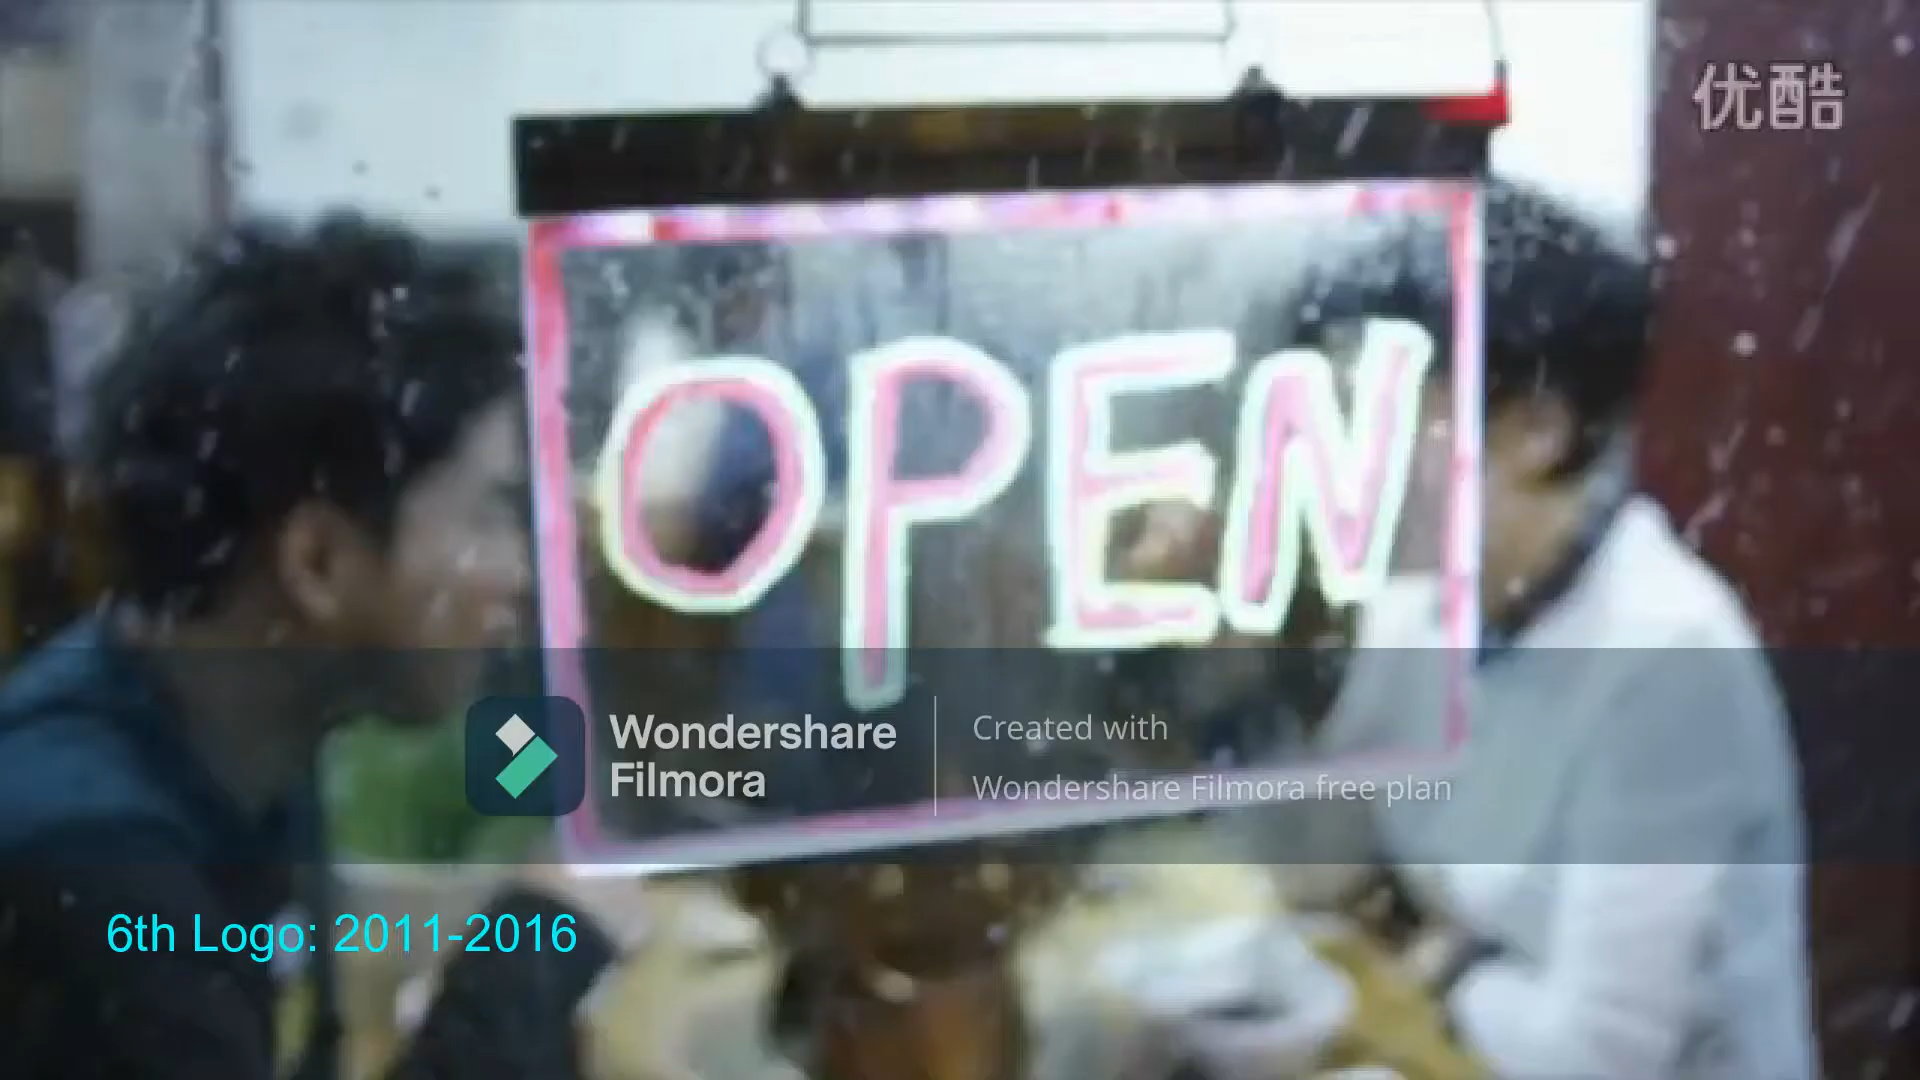 优酷
OPEN
Wondershare
Filmora
Created with
Wondershare Filmora free plan
6th Logo: 2011-2016